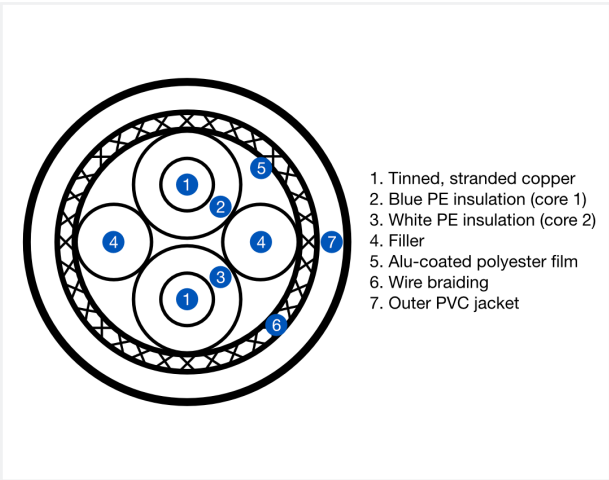 1
5
2
4
4
7
3
1
6
1. Tinned, stranded copper
2. Blue PE insulation (core 1)
3. White PE insulation (core 2)
4. Filler
5. Alu-coated polyester film
6. Wire braiding
7. Outer PVC jacket